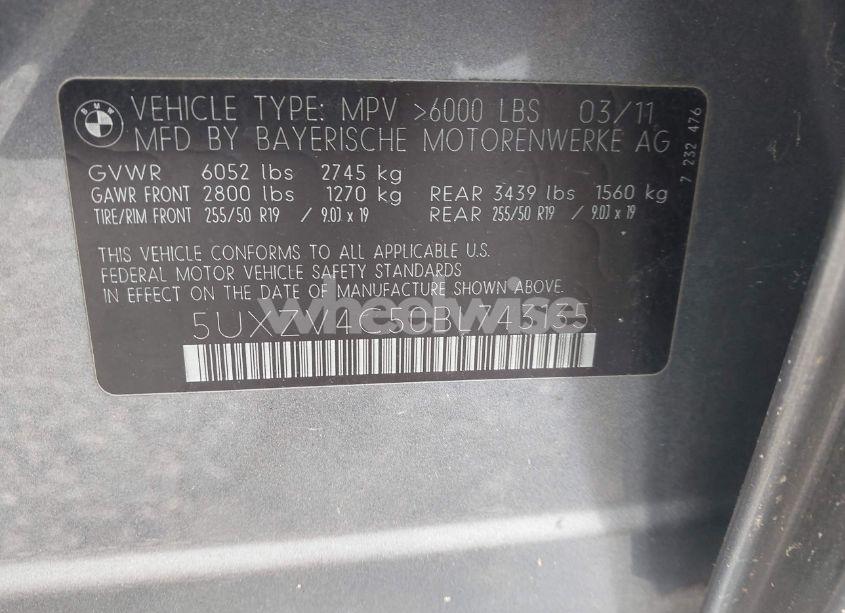 BMW
VEHICLE TYPE: MPV >6000 LBS 03/11
MFD BY BAYERISCHE MOTORENWERKE AG
GVWR 6052 lbs 2745 kg
GAWR FRONT 2800 lbs 1270 kg REAR 3439 lbs 1560 kg
TIRE/RIM FRONT 255/50 R19 / 9.0J x 19 REAR 255/50 R19 / 9.0J x 19
7 232 476
THIS VEHICLE CONFORMS TO ALL APPLICABLE U.S.
FEDERAL MOTOR VEHICLE SAFETY STANDARDS
IN EFFECT ON THE DATE OF MANUFACTURE SHOWN ABOVE.
wheelwise